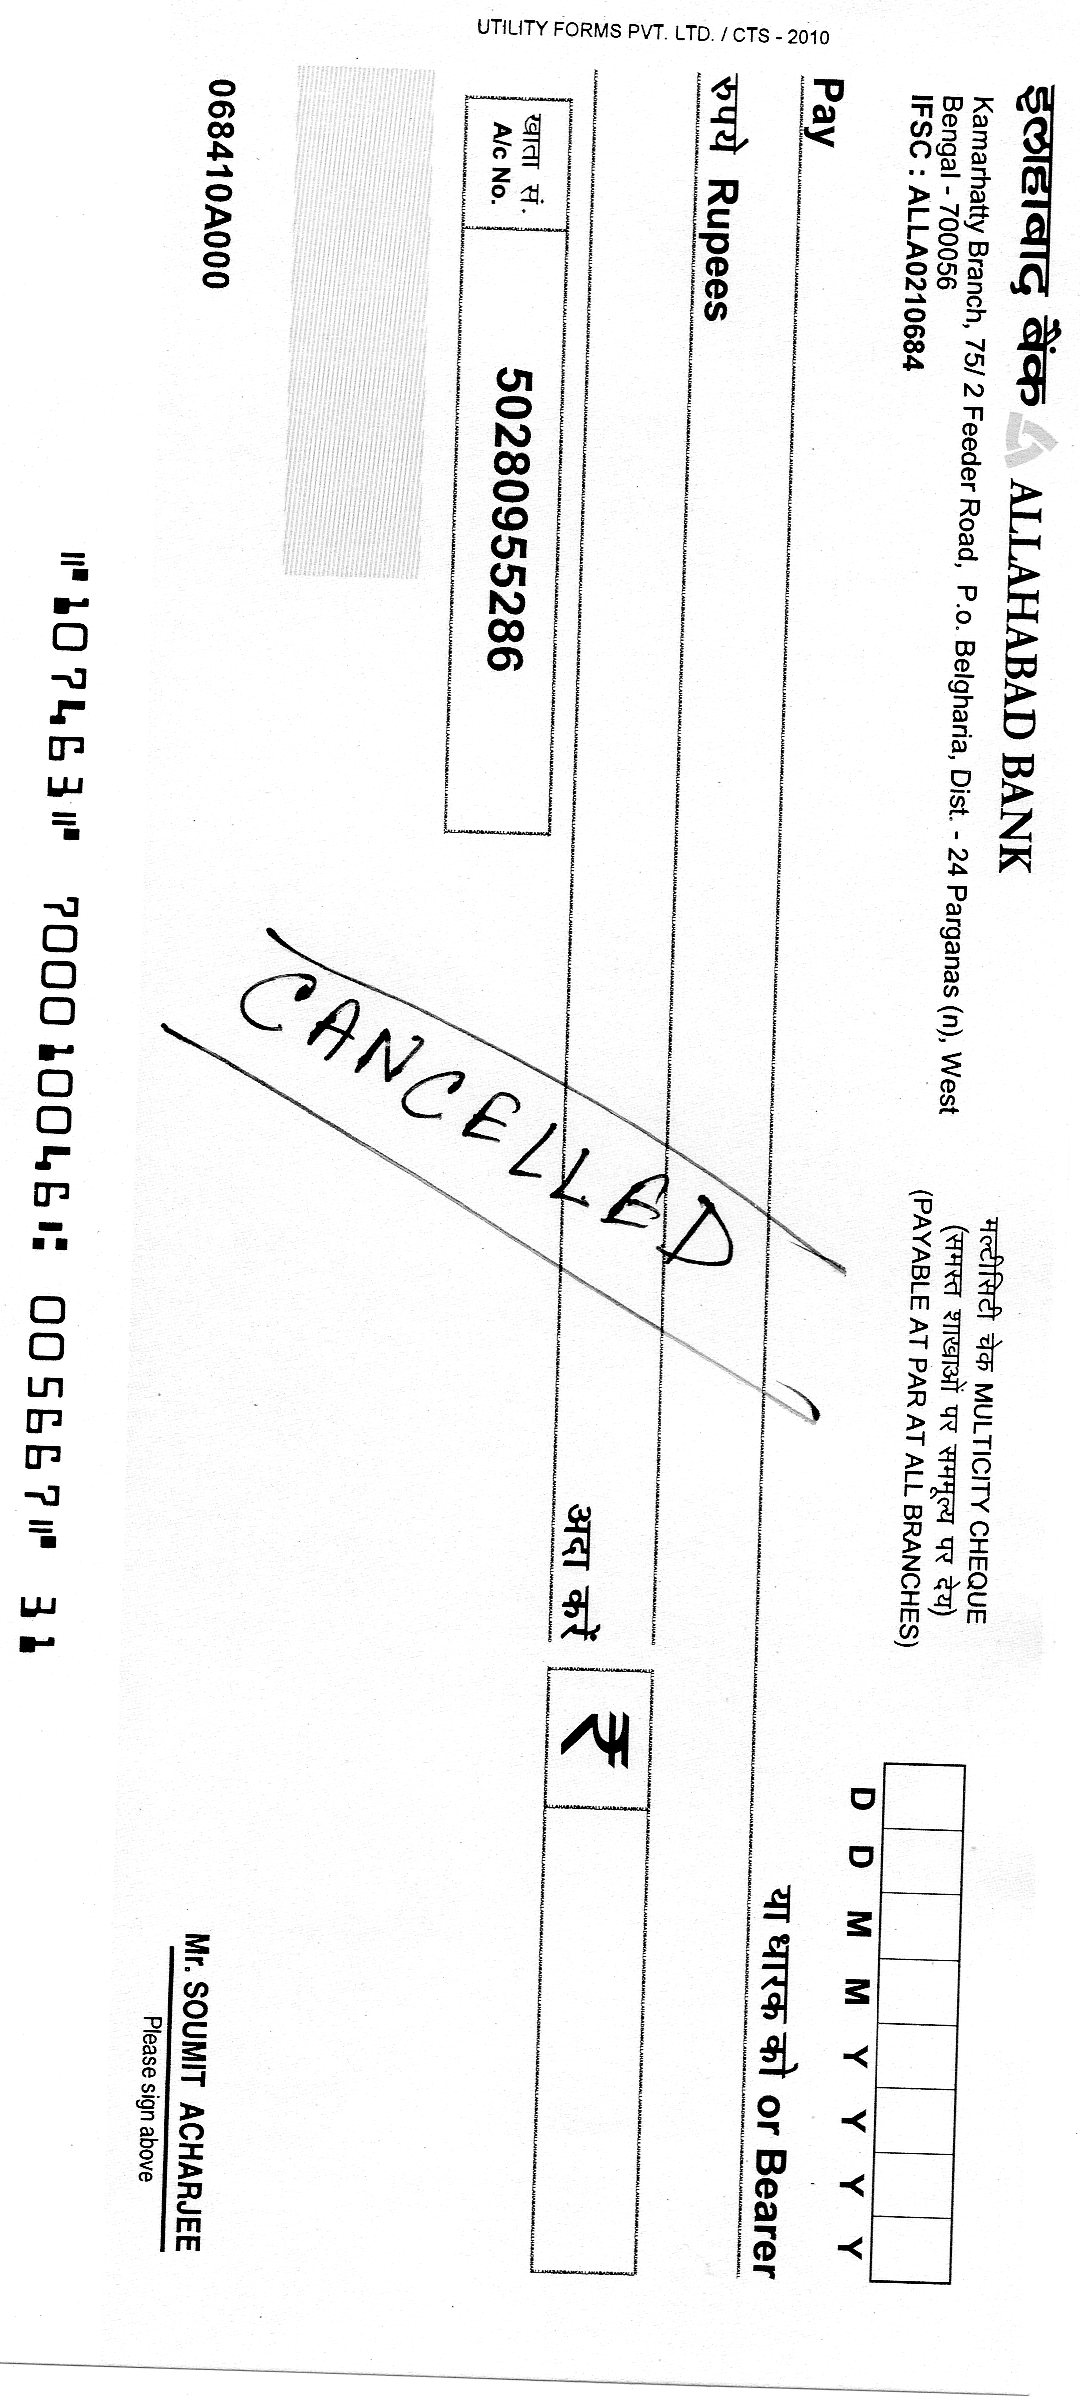 इलाहाबाद बैंक ALLAHABAD BANK
Kamarhatty Branch, 75/ 2 Feeder Road, P.o. Belgharia, Dist. - 24 Parganas (n), West
Bengal - 700056
IFSC : ALLA0210684
मल्टीसिटी चेक MULTICITY CHEQUE
(समस्त शाखाओं पर सममूल्य पर देय)
(PAYABLE AT PAR AT ALL BRANCHES)
D D M M Y Y Y Y
Pay
या धारक को or Bearer
रुपये Rupees
अदा करें
₹
खाता सं.
A/c No.
50280955286
CANCELLED
UTILITY FORMS PVT. LTD. / CTS - 2010
068410A000
Mr. SOUMIT ACHARJEE
Please sign above
⑈107463⑈ 700010046⑆ 005667⑈ 31